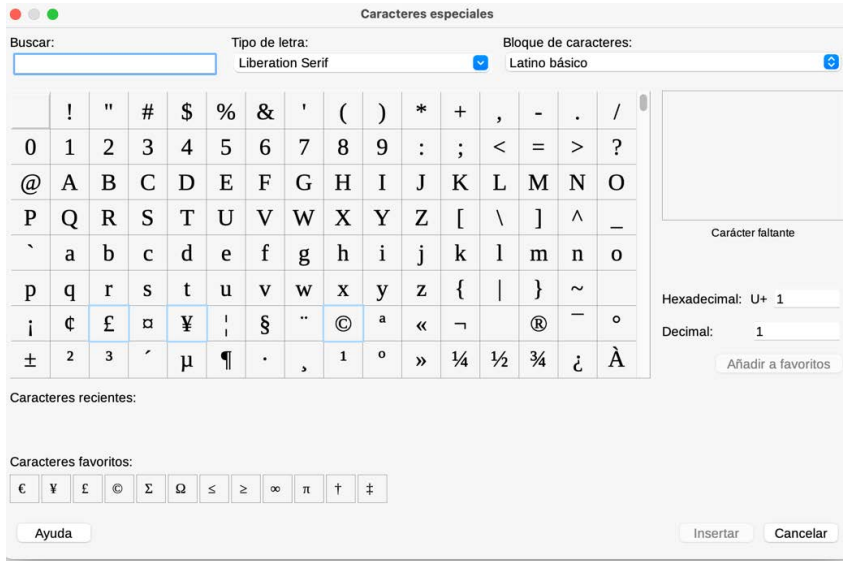 Caracteres especiales
Buscar: Tipo de letra: Bloque de caracteres:
Liberation Serif Latino básico
! " # $ % & ' ( ) * + , - . /
0 1 2 3 4 5 6 7 8 9 : ; < = > ?
@ A B C D E F G H I J K L M N O
P Q R S T U V W X Y Z [ \ ] ^ _
` a b c d e f g h i j k l m n o
p q r s t u v w x y z { | } ~
¡ ¢ £ ¤ ¥ ¦ § ¨ © ª « ¬ ® ¯ °
± ² ³ ´ µ ¶ · ¸ ¹ º » ¼ ½ ¾ ¿ À
Carácter faltante
Hexadecimal: U+ 1
Decimal: 1
Añadir a favoritos
Caracteres recientes:
Caracteres favoritos:
€ ¥ £ © Σ Ω ≤ ≥ ∞ π † ‡
Ayuda Insertar Cancelar